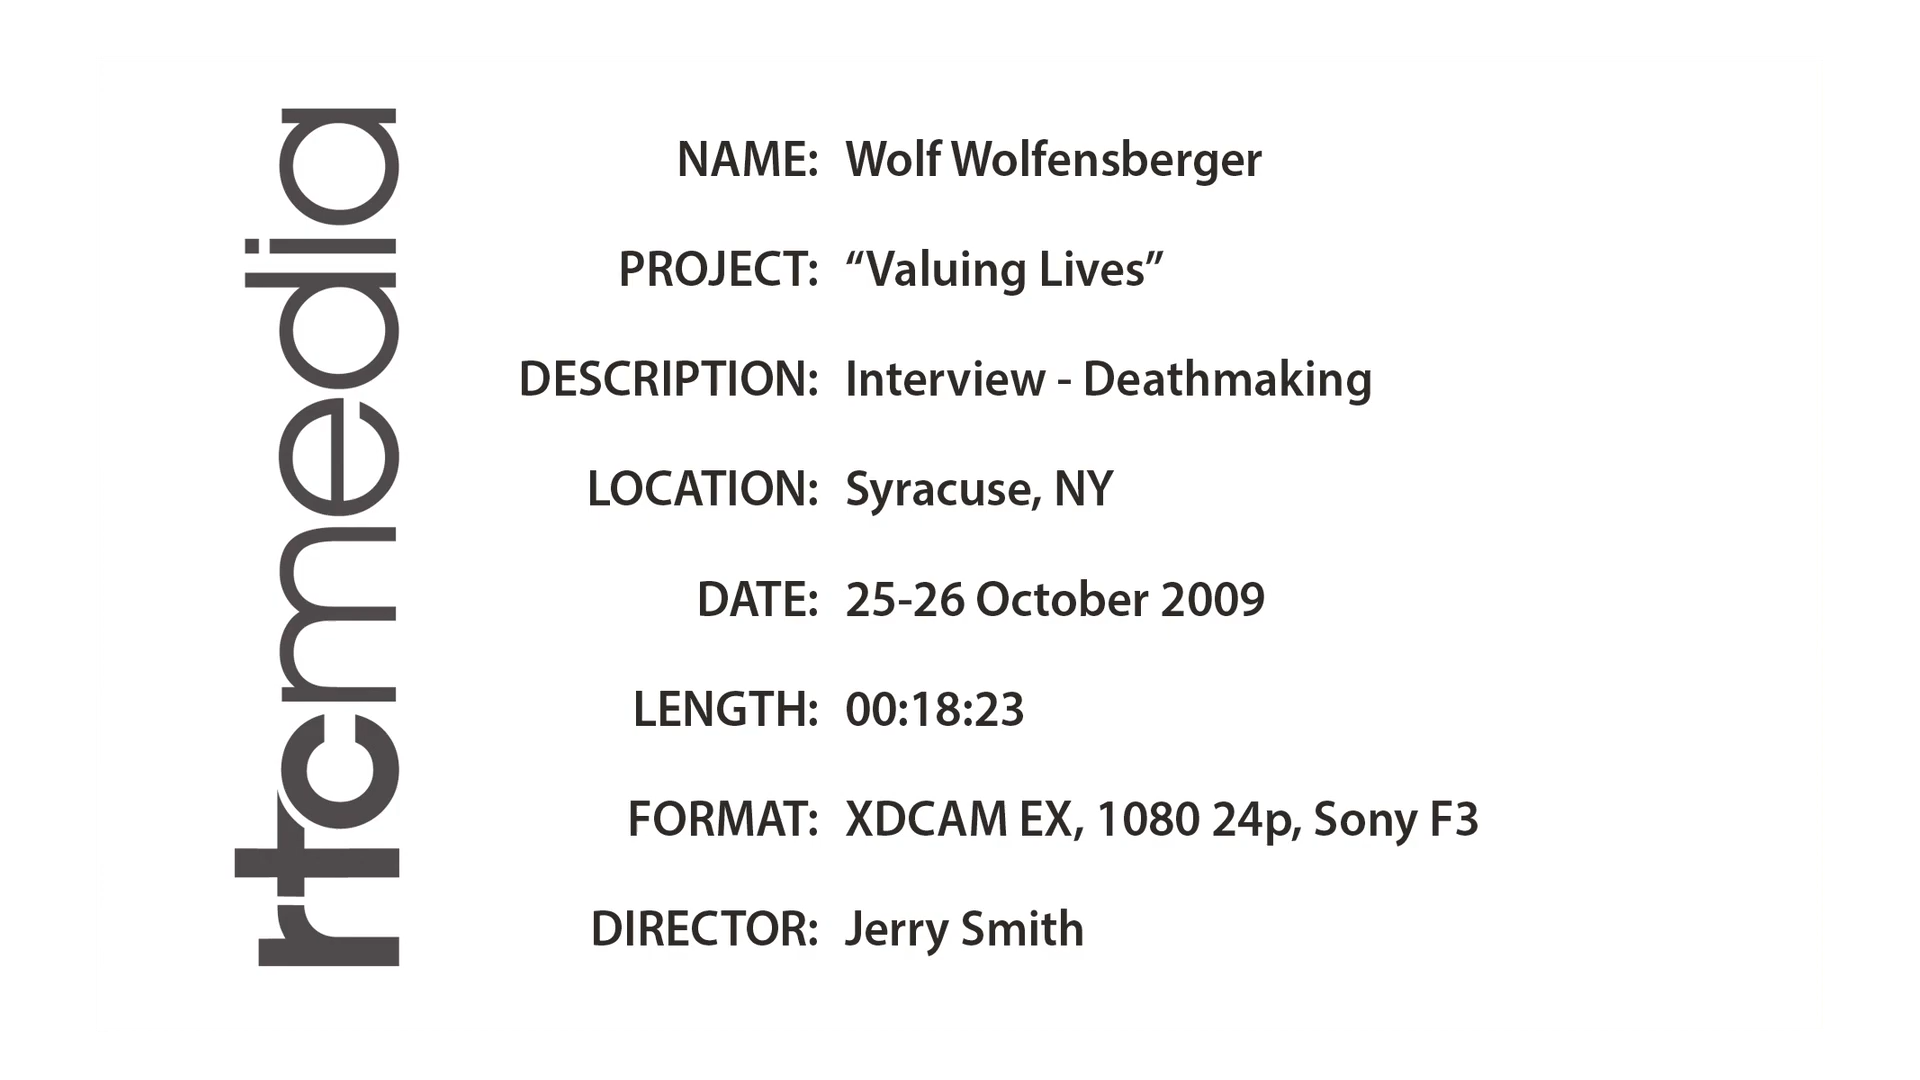 rtcmedia
NAME: Wolf Wolfensberger
PROJECT: “Valuing Lives”
DESCRIPTION: Interview - Deathmaking
LOCATION: Syracuse, NY
DATE: 25-26 October 2009
LENGTH: 00:18:23
FORMAT: XDCAM EX, 1080 24p, Sony F3
DIRECTOR: Jerry Smith